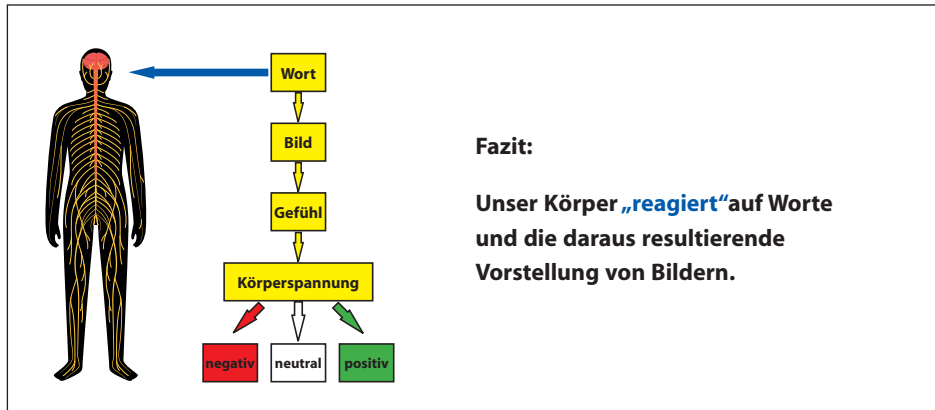 Wort
Bild
Gefühl
Körperspannung
negativ
neutral
positiv
Fazit:
Unser Körper „reagiert“auf Worte
und die daraus resultierende
Vorstellung von Bildern.